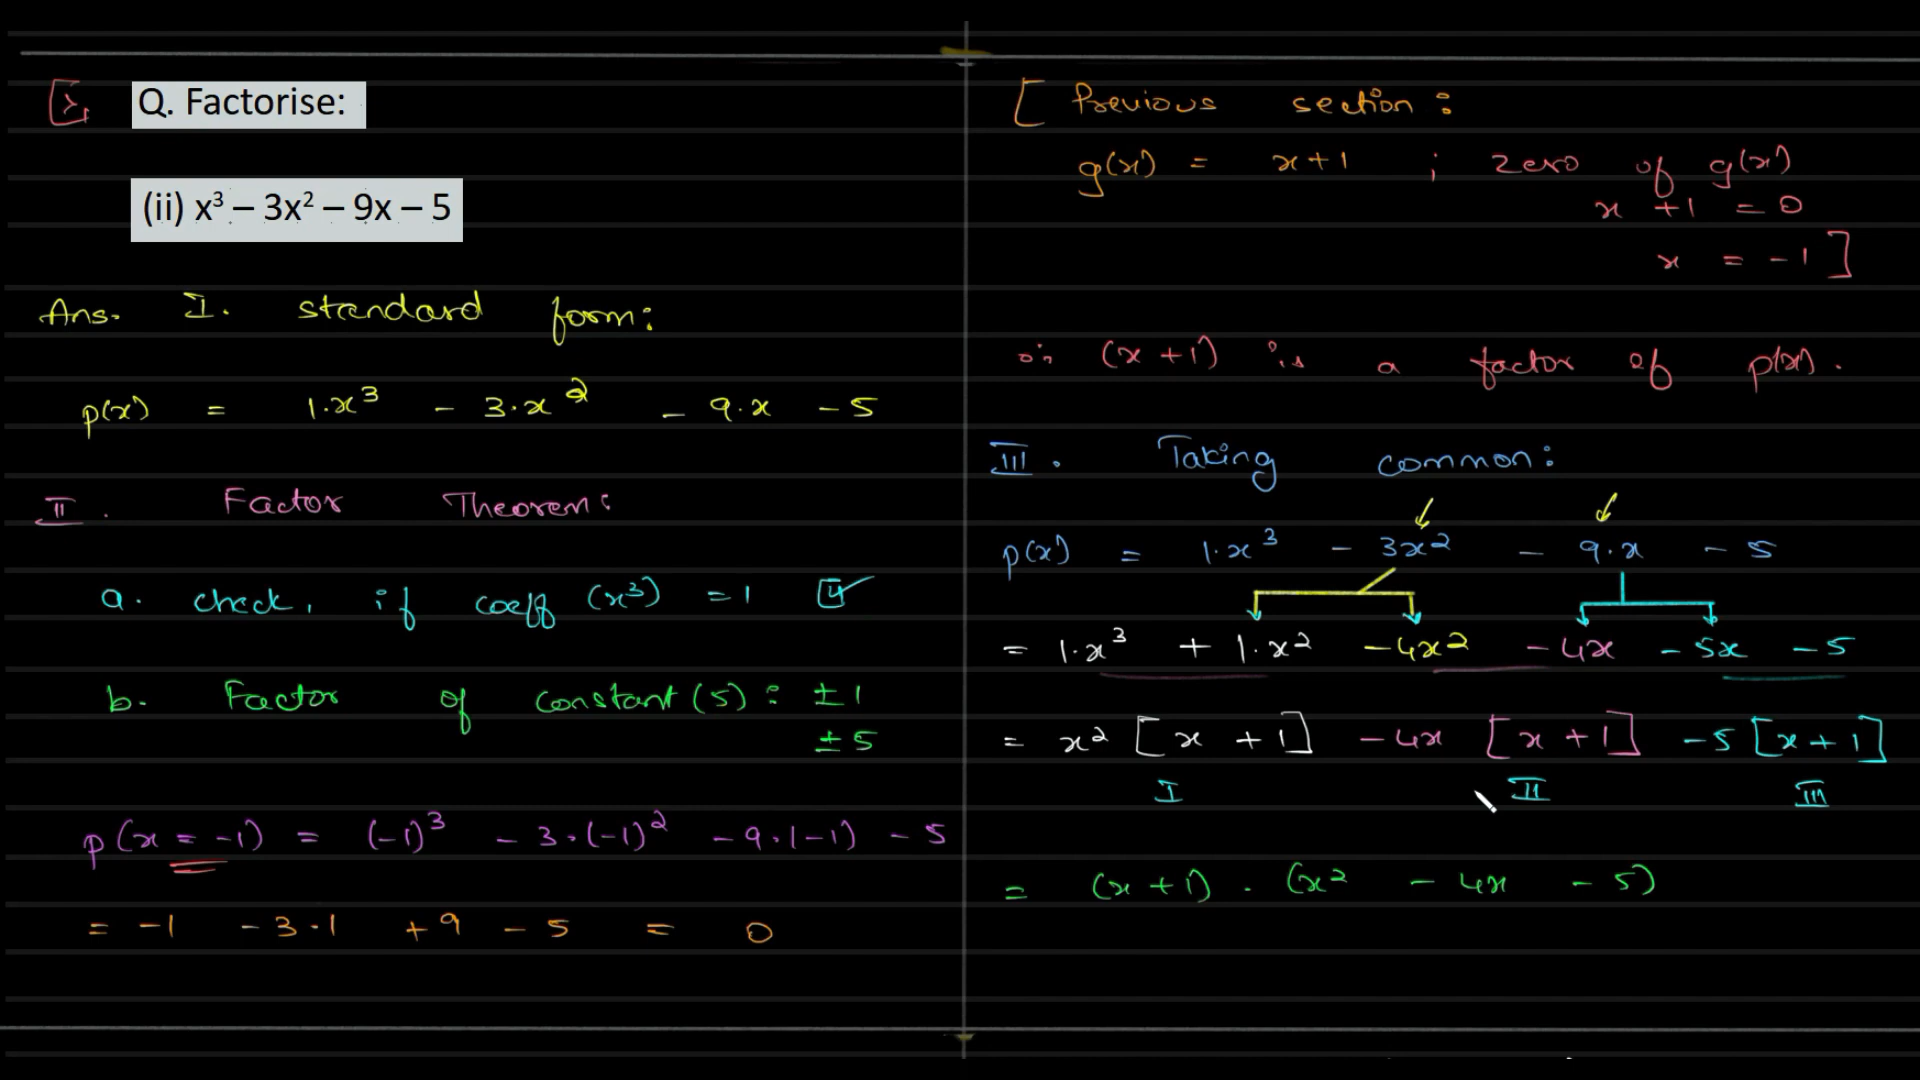 Q. Factorise:
(ii) x³ – 3x² – 9x – 5
Ans. I. standard form:
p(x) = 1·x³ - 3·x² - 9·x - 5
II. Factor Theorem:
a. check, if coeff (x³) = 1
b. Factor of constant (5): ±1
±5
p(x = -1) = (-1)³ - 3·(-1)² - 9·(-1) - 5
= -1 - 3·1 + 9 - 5 = 0
[ Previous section:
g(x) = x+1 ; zero of g(x)
x + 1 = 0
x = -1 ]
∴ (x + 1) is a factor of p(x).
III. Taking common:
p(x) = 1·x³ - 3x² - 9·x - 5
= 1·x³ + 1·x² - 4x² - 4x - 5x - 5
= x² [x + 1] - 4x [x + 1] - 5 [x + 1]
I II III
= (x + 1) · (x² - 4x - 5)